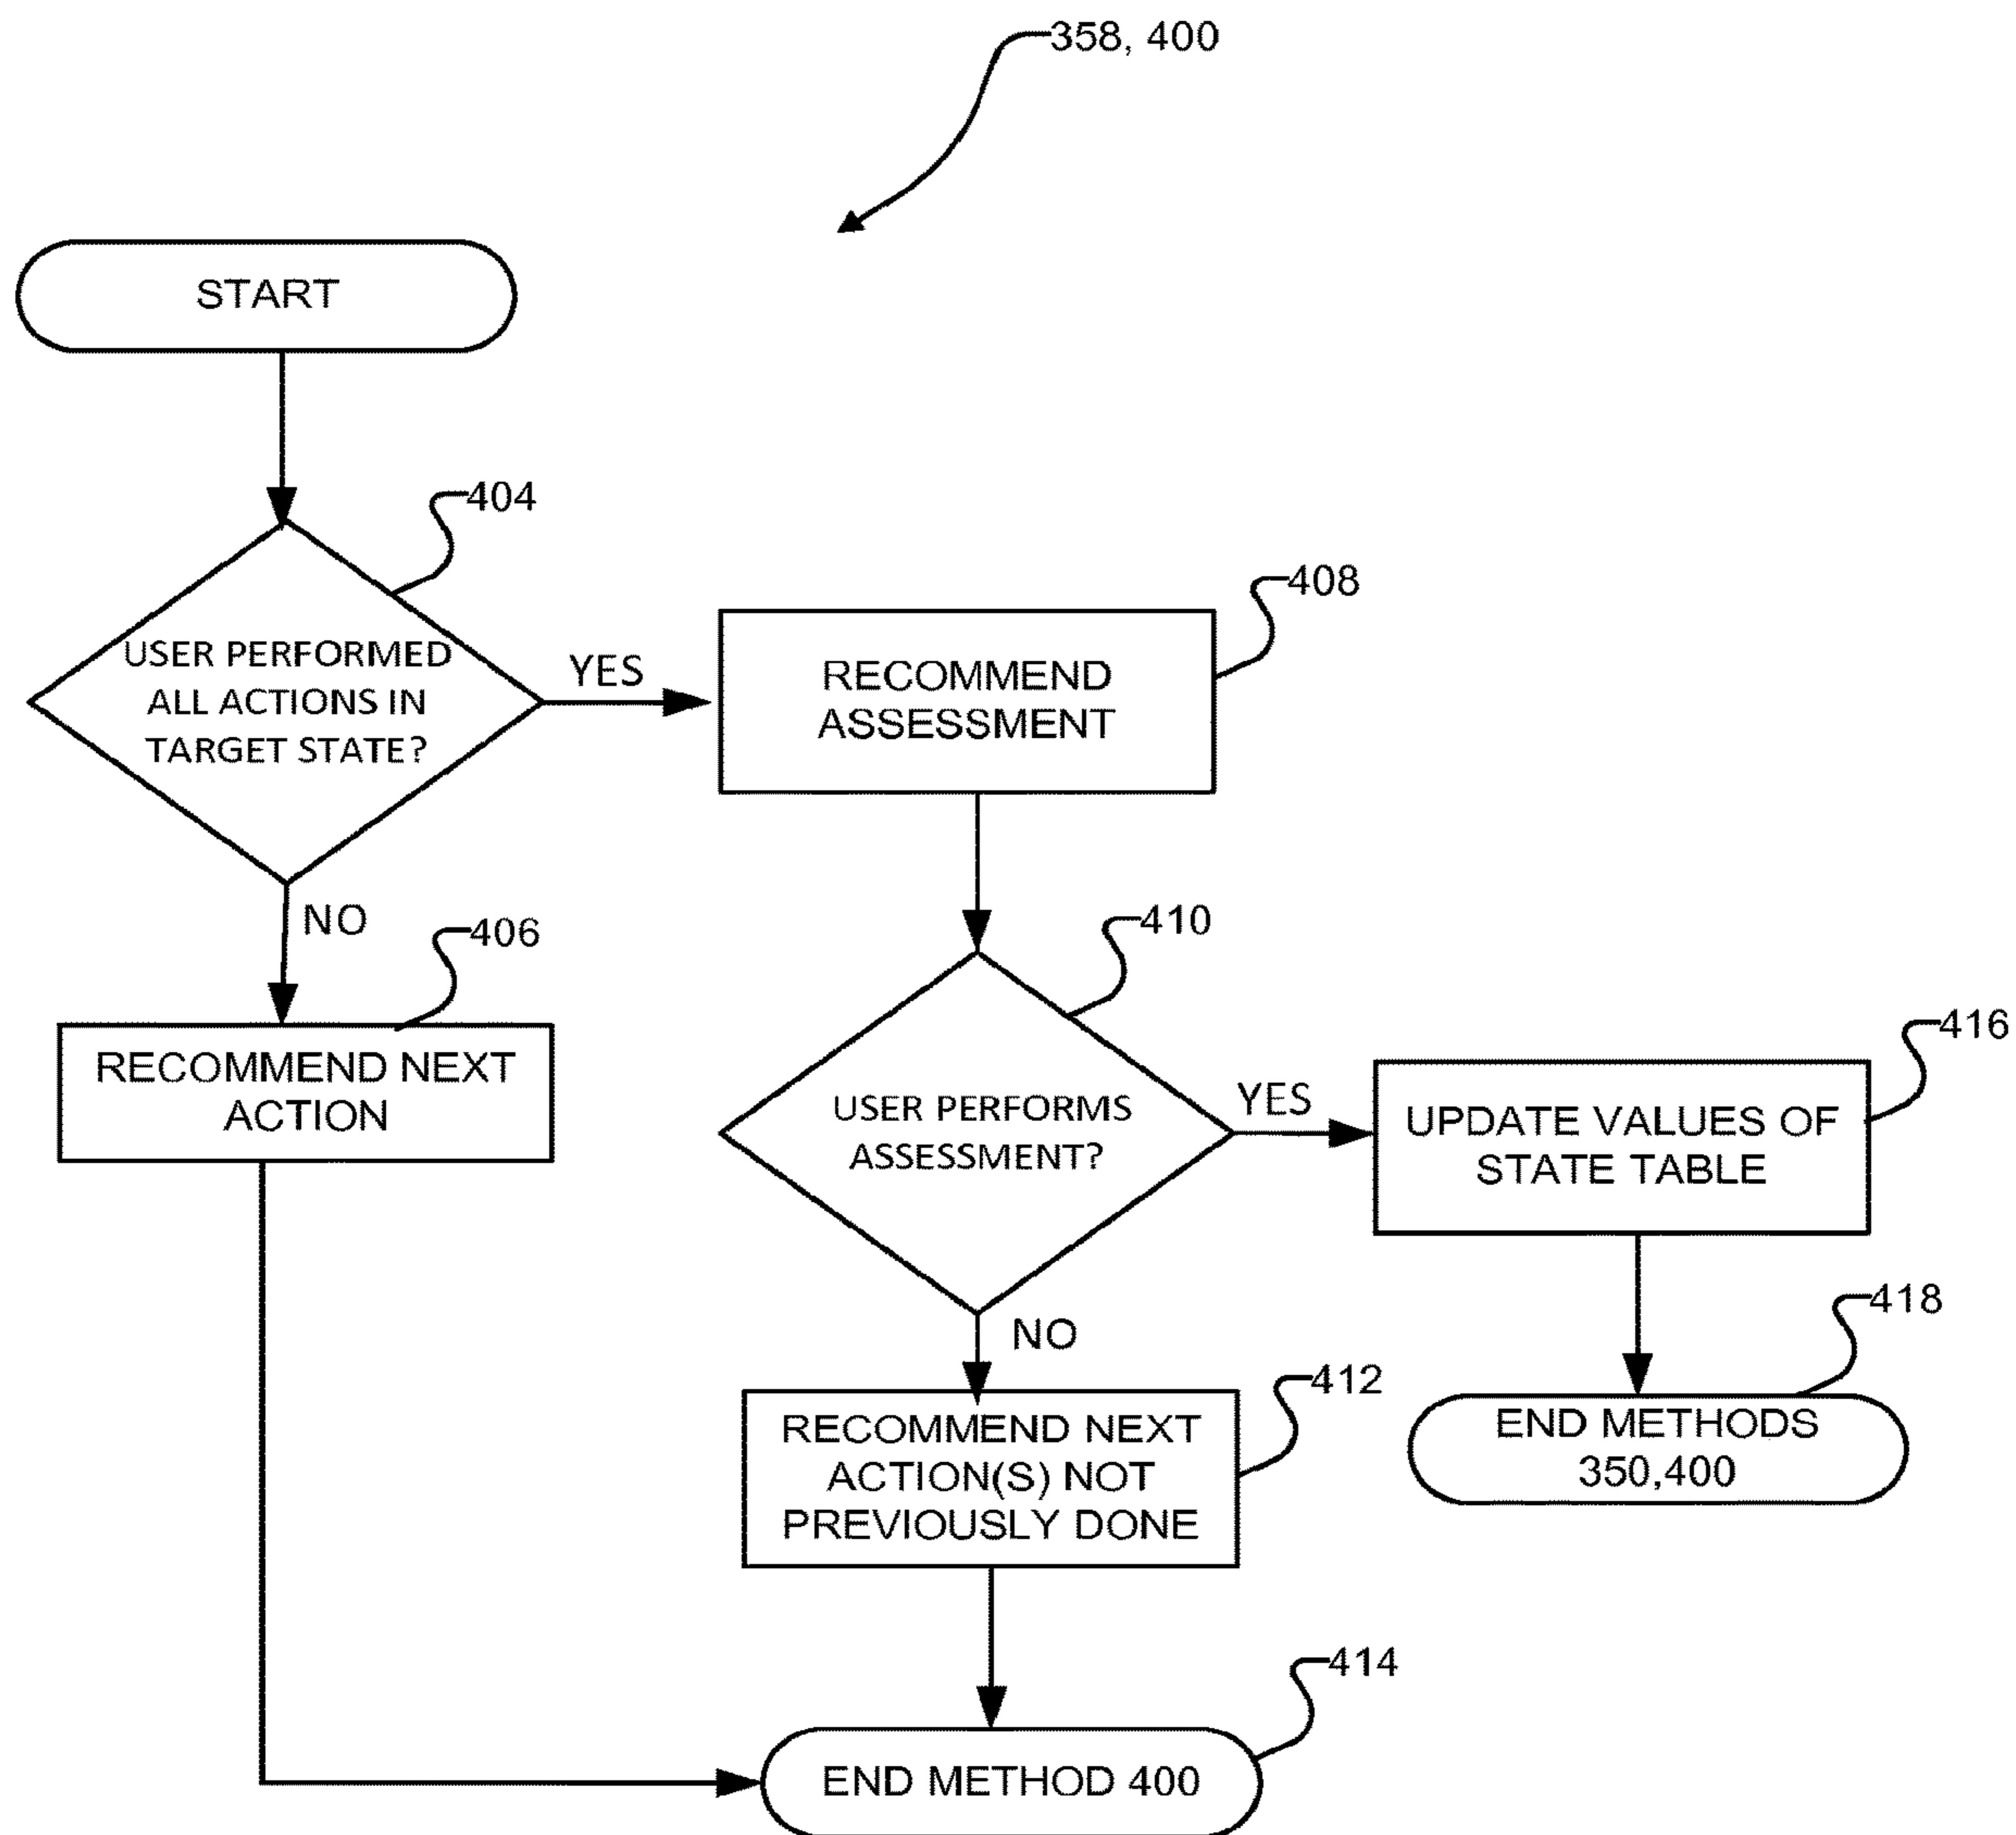 358, 400
START
404
USER PERFORMED
ALL ACTIONS IN
TARGET STATE?
YES
NO
408
RECOMMEND
ASSESSMENT
406
RECOMMEND NEXT
ACTION
410
USER PERFORMS
ASSESSMENT?
YES
NO
416
UPDATE VALUES OF
STATE TABLE
412
RECOMMEND NEXT
ACTION(S) NOT
PREVIOUSLY DONE
418
END METHODS
350,400
414
END METHOD 400